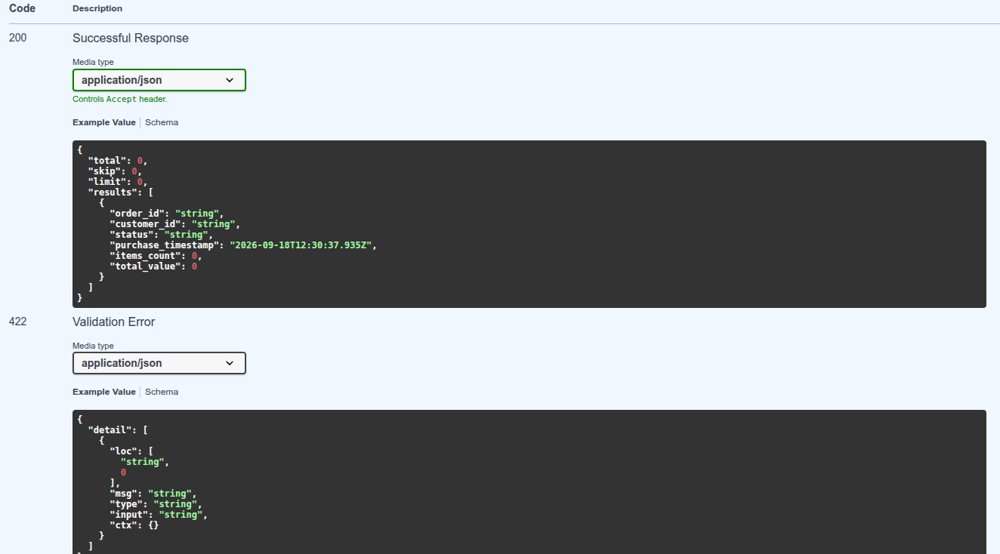 Code Description
200 Successful Response
Media type
application/json
Controls Accept header.
Example Value Schema
{
  "total": 0,
  "skip": 0,
  "limit": 0,
  "results": [
    {
      "order_id": "string",
      "customer_id": "string",
      "status": "string",
      "purchase_timestamp": "2026-09-18T12:30:37.935Z",
      "items_count": 0,
      "total_value": 0
    }
  ]
}
422 Validation Error
Media type
application/json
Example Value Schema
{
  "detail": [
    {
      "loc": [
        "string",
        0
      ],
      "msg": "string",
      "type": "string",
      "input": "string",
      "ctx": {}
    }
  ]
}